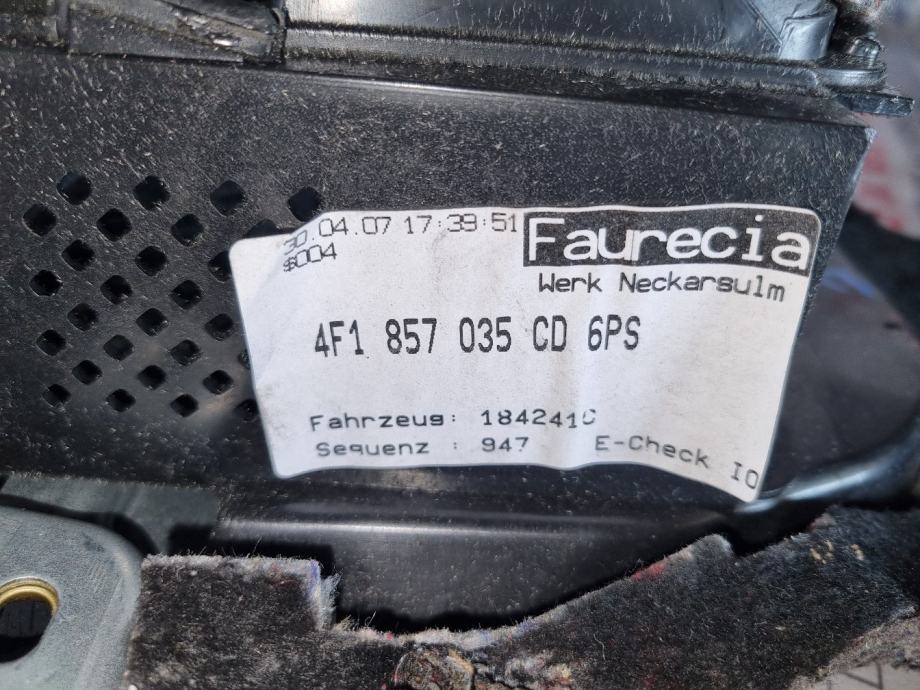 30.04.07 17:39:51
$004
Faurecia
Werk Neckarsulm
4F1 857 035 CD 6PS
Fahrzeug: 184241C
Sequenz : 947 E-Check IO